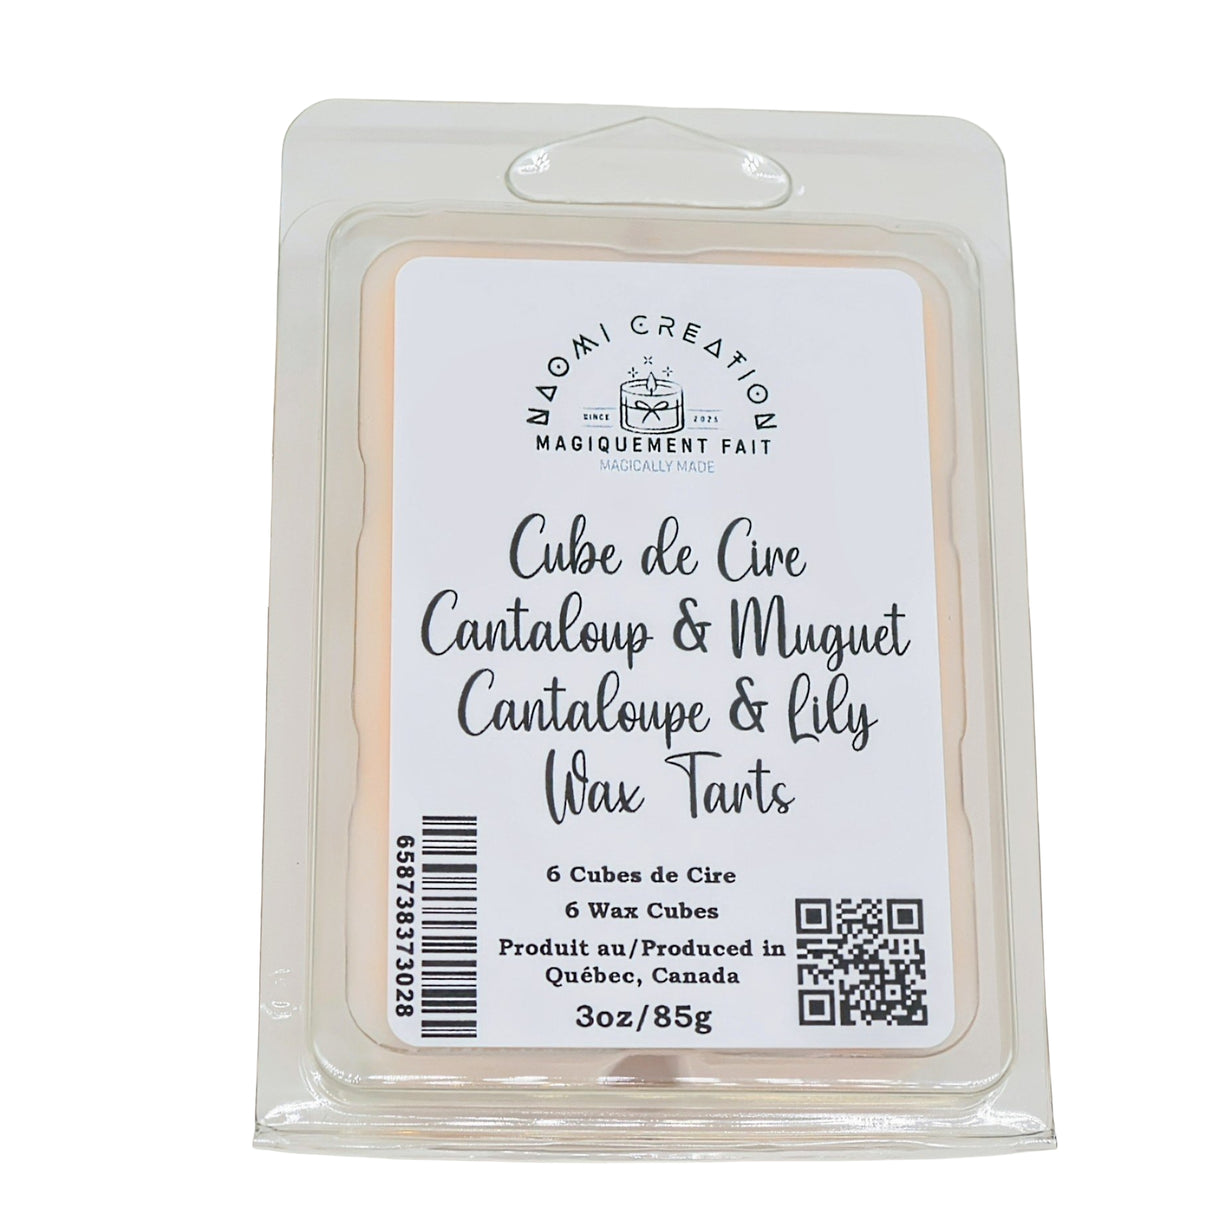 NAOMI CREATION
SINCE 2025
MAGIQUEMENT FAIT
MAGICALLY MADE
Cube de Cire
Cantaloup & Muguet
Cantaloupe & Lily
Wax Tarts
6 Cubes de Cire
6 Wax Cubes
Produit au/Produced in
Québec, Canada
3oz/85g
658738373028